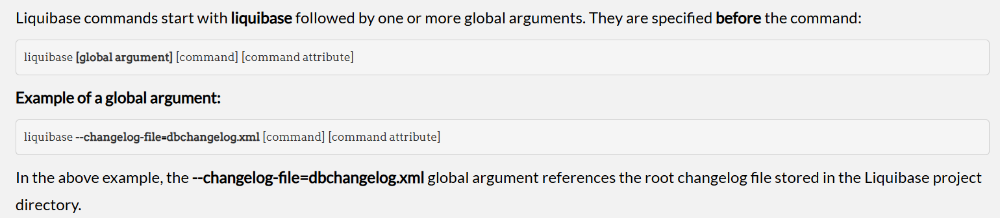 Liquibase commands start with liquibase followed by one or more global arguments. They are specified before the command:
liquibase [global argument] [command] [command attribute]
Example of a global argument:
liquibase --changelog-file=dbchangelog.xml [command] [command attribute]
In the above example, the --changelog-file=dbchangelog.xml global argument references the root changelog file stored in the Liquibase project
directory.